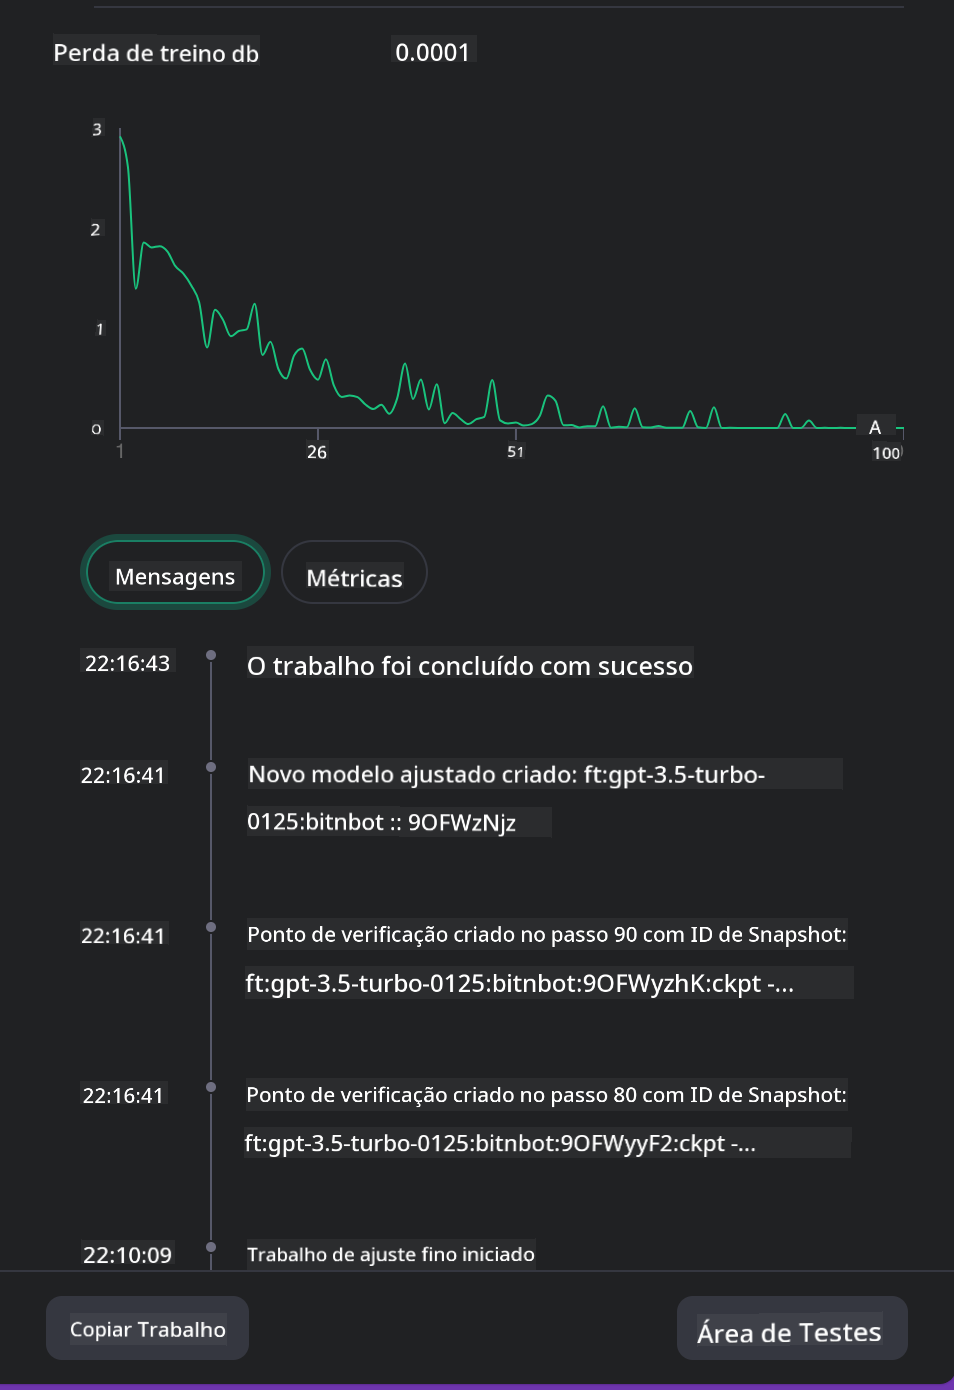 Perda de treino db 0.0001
3
2
1
0
1 26 51 100
A
Mensagens Métricas
22:16:43 O trabalho foi concluído com sucesso
22:16:41 Novo modelo ajustado criado: ft:gpt-3.5-turbo-
0125:bitnbot :: 9OFWzNjz
22:16:41 Ponto de verificação criado no passo 90 com ID de Snapshot:
ft:gpt-3.5-turbo-0125:bitnbot:9OFWyzhK:ckpt -...
22:16:41 Ponto de verificação criado no passo 80 com ID de Snapshot:
ft:gpt-3.5-turbo-0125:bitnbot:9OFWyyF2:ckpt -...
22:10:09 Trabalho de ajuste fino iniciado
Copiar Trabalho Área de Testes